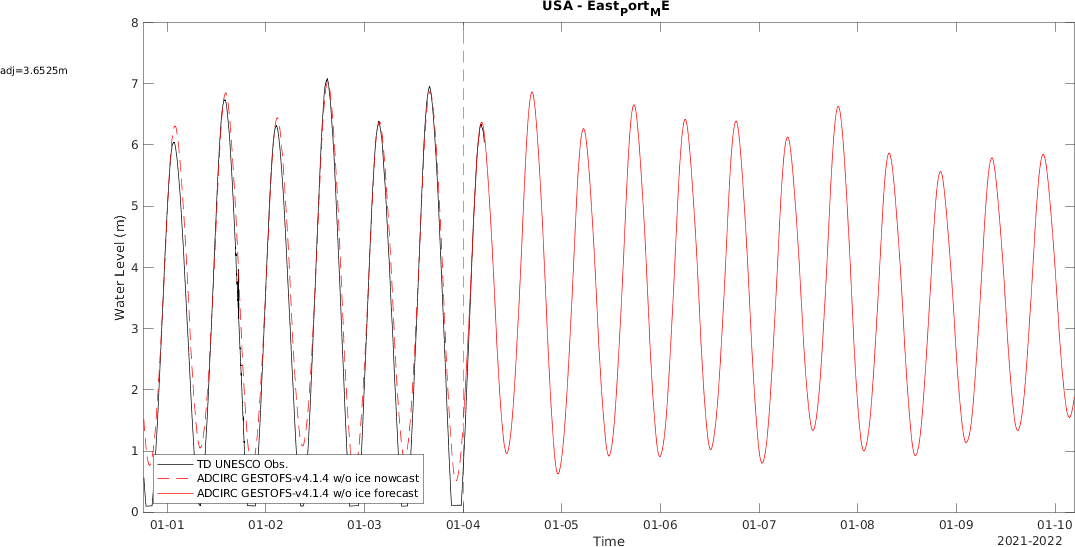 USA - EastPortME
adj=3.6525m
8
7
6
5
4
3
2
1
0
Water Level (m)
TD UNESCO Obs.
ADCIRC GESTOFS-v4.1.4 w/o ice nowcast
ADCIRC GESTOFS-v4.1.4 w/o ice forecast
01-01 01-02 01-03 01-04 01-05 01-06 01-07 01-08 01-09 01-10
Time
2021-2022